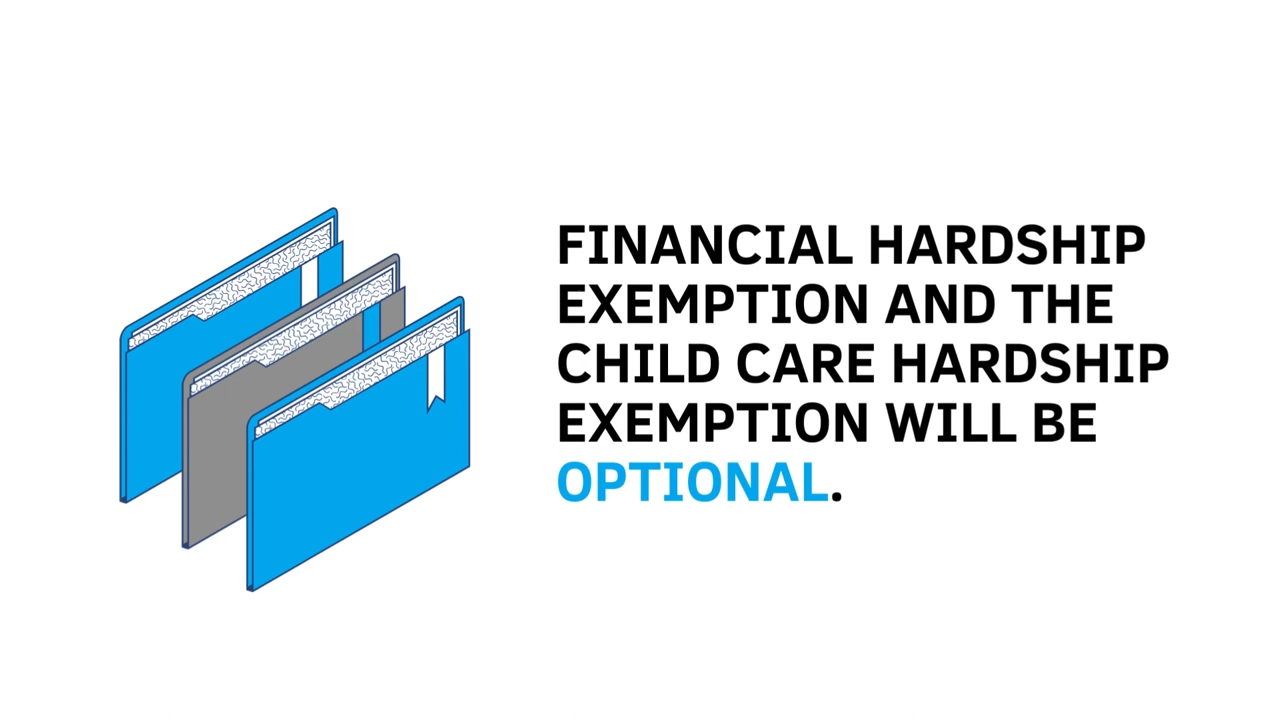 FINANCIAL HARDSHIP
EXEMPTION AND THE
CHILD CARE HARDSHIP
EXEMPTION WILL BE
OPTIONAL.